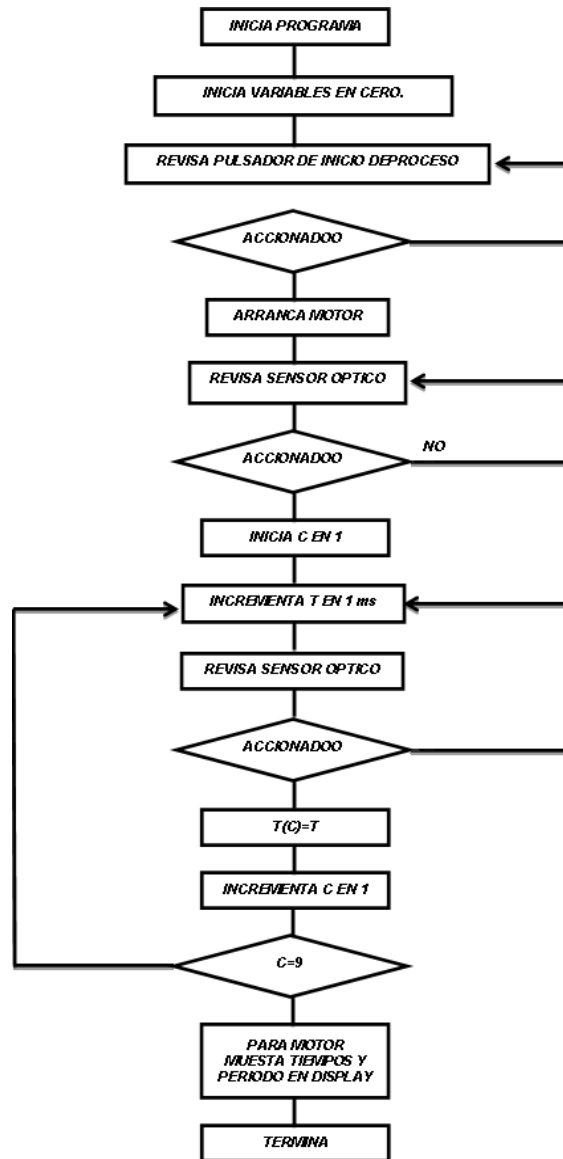 INICIA PROGRAMA
INICIA VARIABLES EN CERO.
REVISA PULSADOR DE INICIO DEPROCESO
ACCIONADOO
ARRANCA MOTOR
REVISA SENSOR OPTICO
ACCIONADOO
NO
INICIA C EN 1
INCREMENTA T EN 1 ms
REVISA SENSOR OPTICO
ACCIONADOO
T(C)=T
INCREMENTA C EN 1
C=9
PARA MOTOR
MUESTA TIEMPOS Y
PERIODO EN DISPLAY
TERMINA